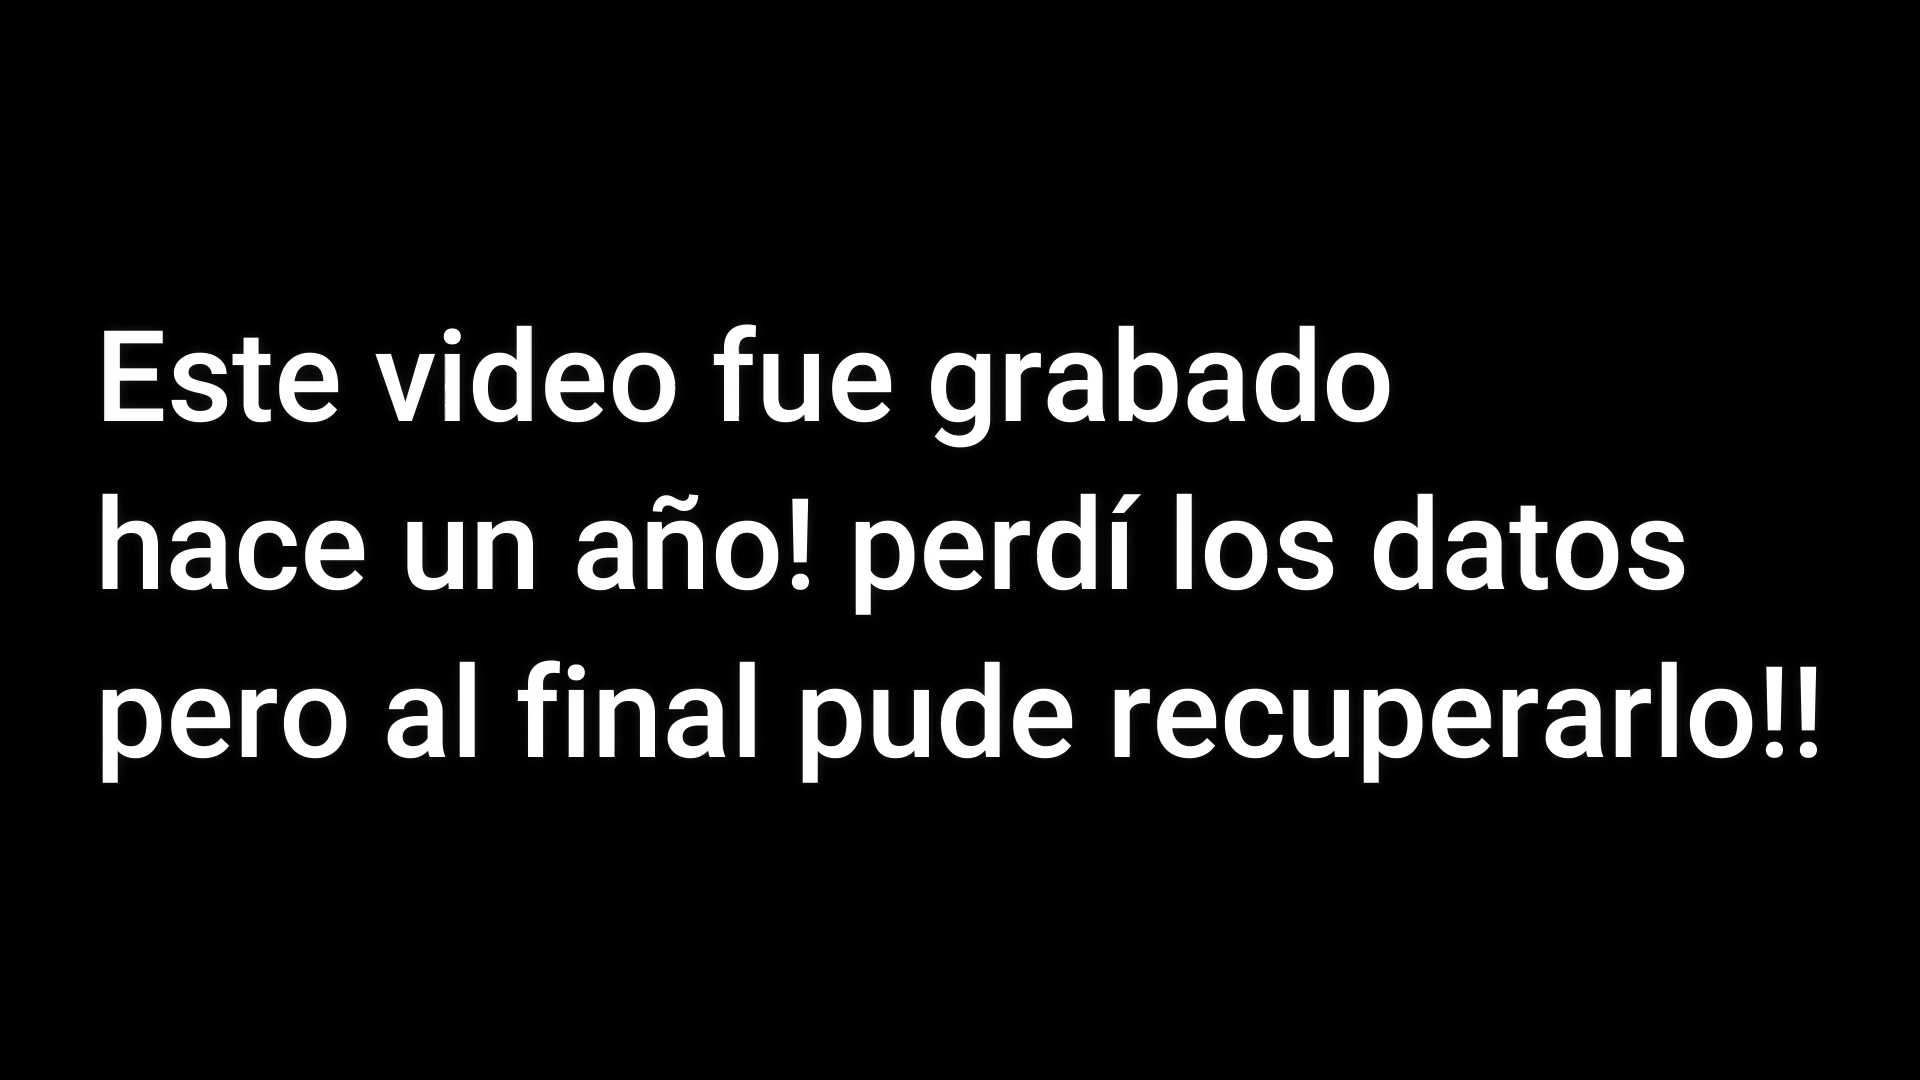 Este video fue grabado
hace un año! perdí los datos
pero al final pude recuperarlo!!